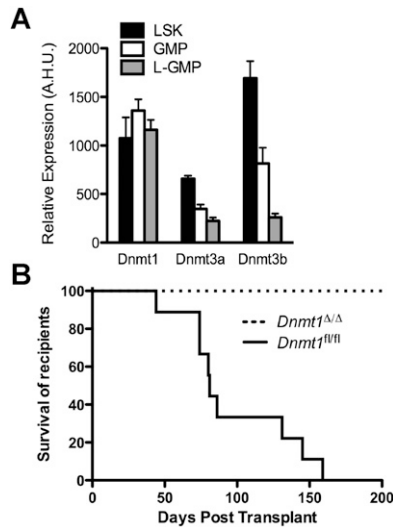 A
LSK
GMP
L-GMP
Relative Expression (A.H.U.)
2000
1500
1000
500
0
Dnmt1 Dnmt3a Dnmt3b
B
Survival of recipients
100
80
60
40
20
0
Dnmt1Δ/Δ
Dnmt1fl/fl
0 50 100 150 200
Days Post Transplant